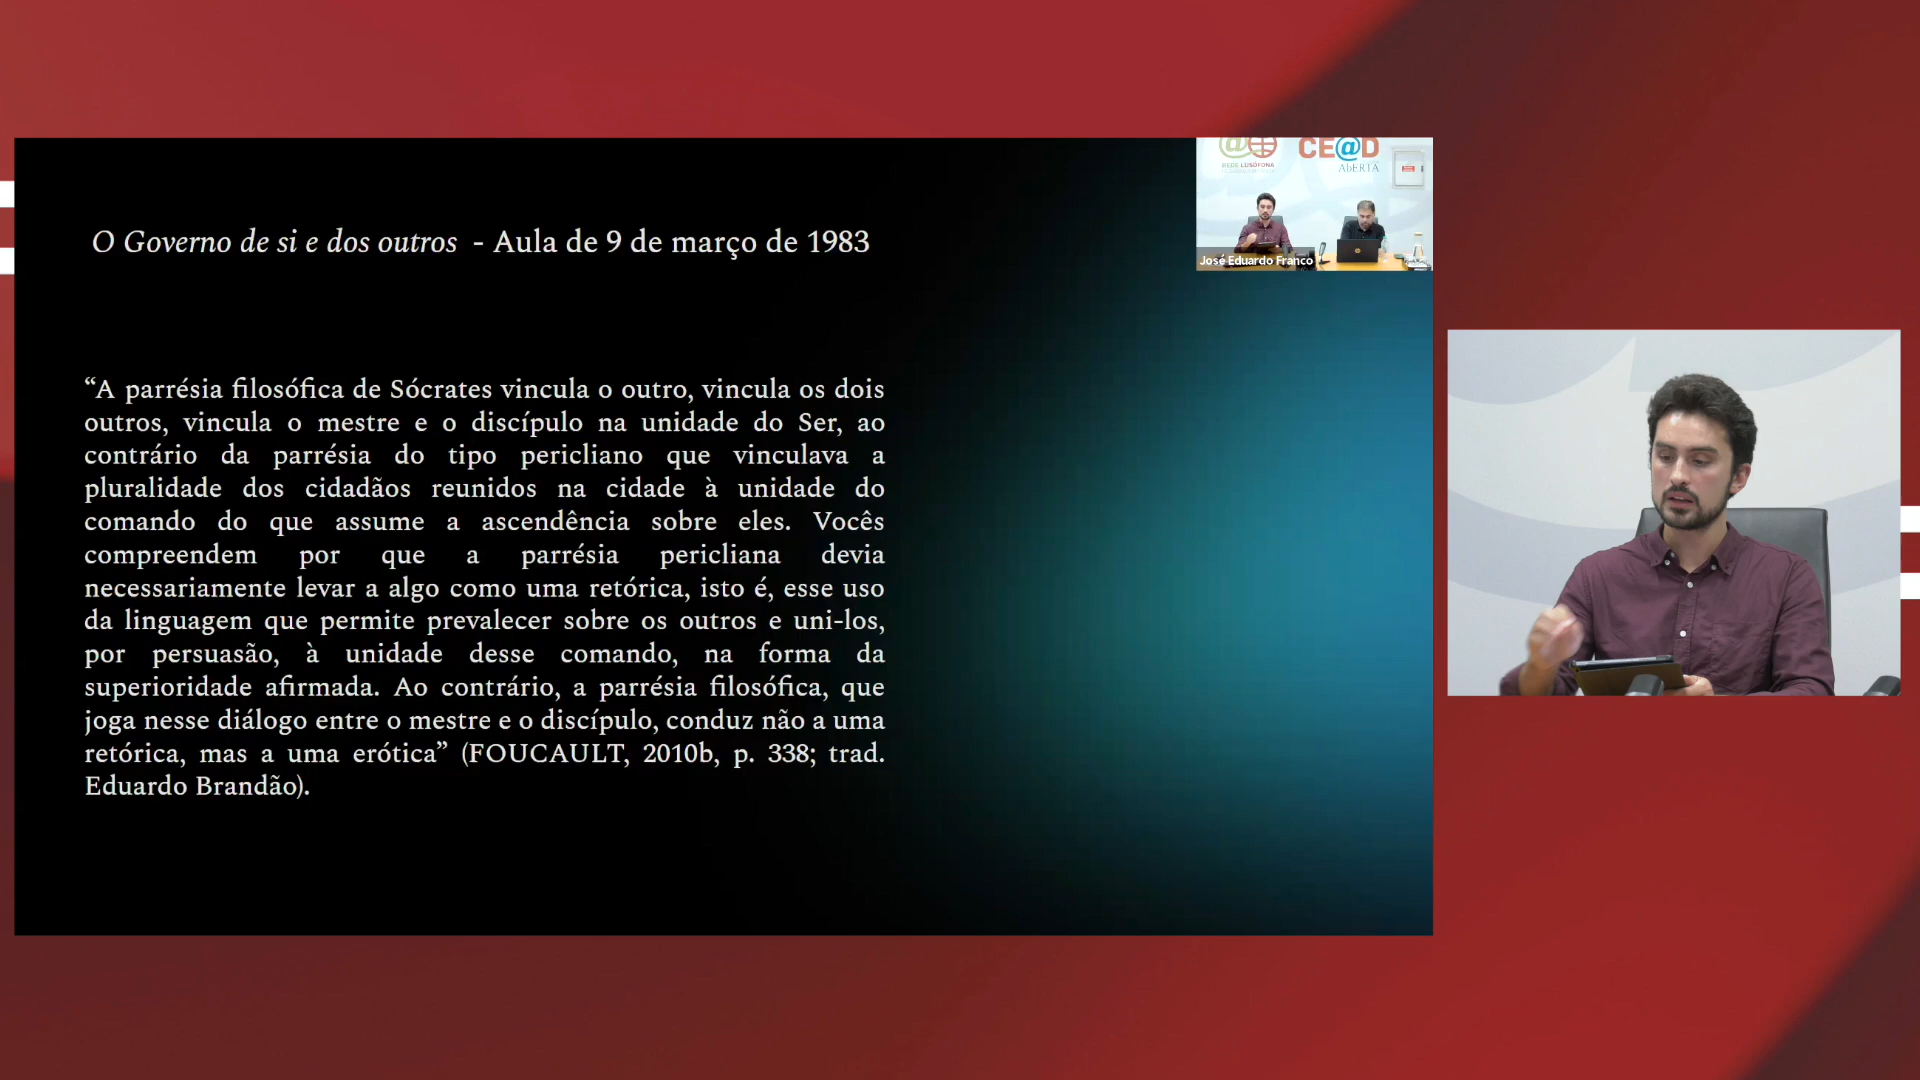 O Governo de si e dos outros - Aula de 9 de março de 1983
“A parrésia filosófica de Sócrates vincula o outro, vincula os dois
outros, vincula o mestre e o discípulo na unidade do Ser, ao
contrário da parrésia do tipo pericliano que vinculava a
pluralidade dos cidadãos reunidos na cidade à unidade do
comando do que assume a ascendência sobre eles. Vocês
compreendem por que a parrésia pericliana devia
necessariamente levar a algo como uma retórica, isto é, esse uso
da linguagem que permite prevalecer sobre os outros e uni-los,
por persuasão, à unidade desse comando, na forma da
superioridade afirmada. Ao contrário, a parrésia filosófica, que
joga nesse diálogo entre o mestre e o discípulo, conduz não a uma
retórica, mas a uma erótica” (FOUCAULT, 2010b, p. 338; trad.
Eduardo Brandão).
REDE LUSÓFONA
CE@D
ABERTA
José Eduardo Franco